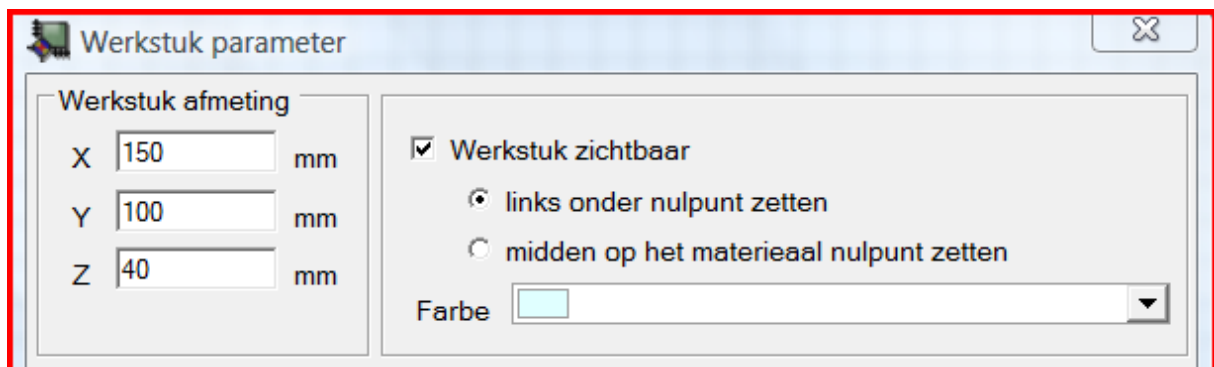 Werkstuk parameter
Werkstuk afmeting
X 150 mm
Y 100 mm
Z 40 mm
Werkstuk zichtbaar
links onder nulpunt zetten
midden op het materieaal nulpunt zetten
Farbe